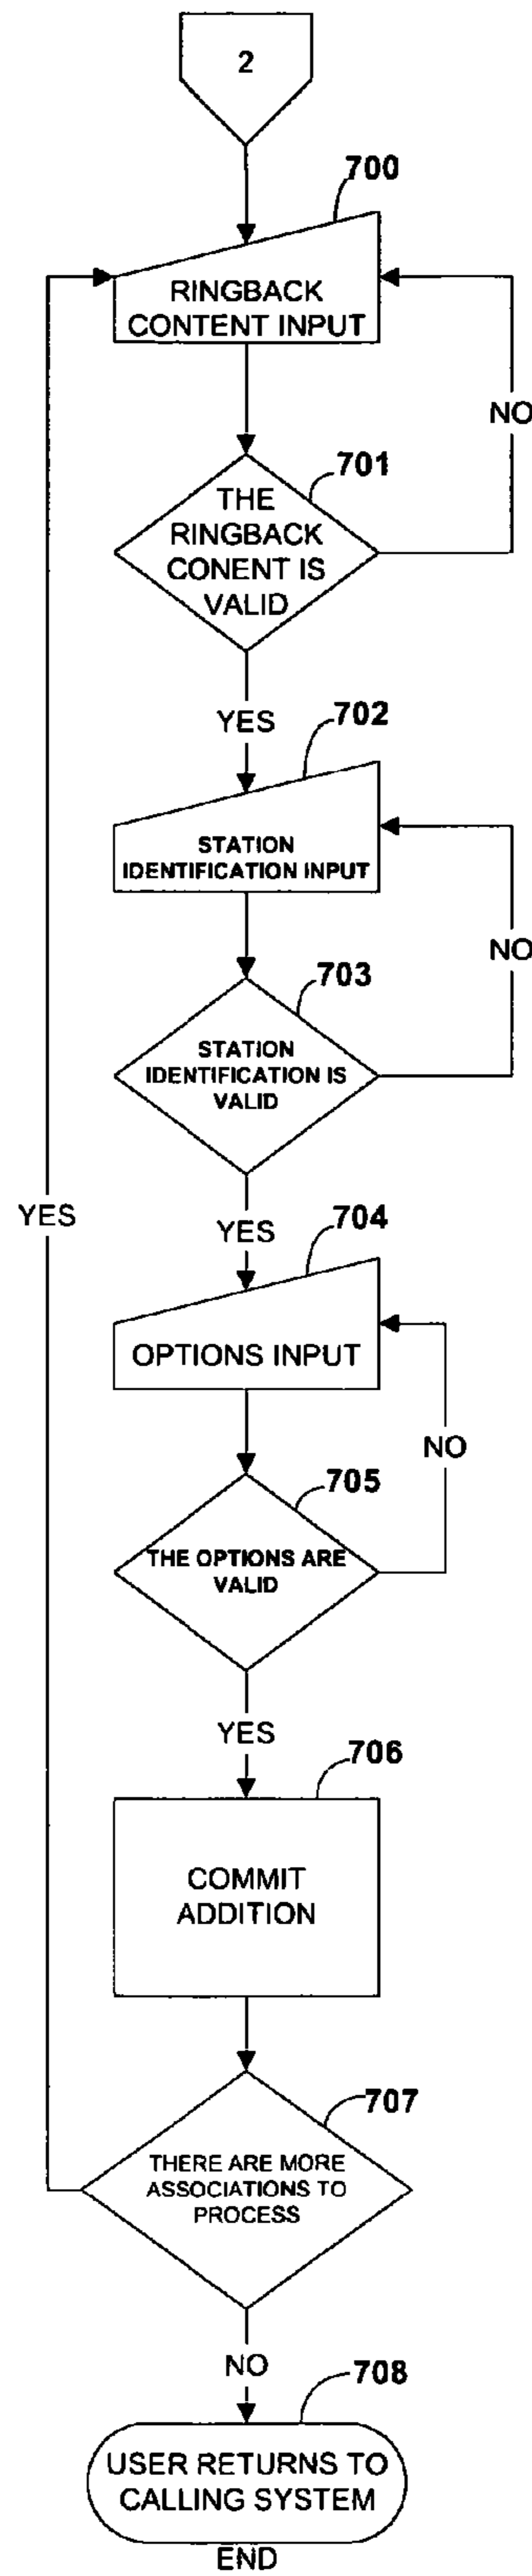 2
700
RINGBACK
CONTENT INPUT
NO
701
THE
RINGBACK
CONENT IS
VALID
YES
702
STATION
IDENTIFICATION INPUT
NO
703
STATION
IDENTIFICATION IS
VALID
YES
YES
704
OPTIONS INPUT
NO
705
THE OPTIONS ARE
VALID
YES
706
COMMIT
ADDITION
707
THERE ARE MORE
ASSOCIATIONS TO
PROCESS
NO
708
USER RETURNS TO
CALLING SYSTEM
END